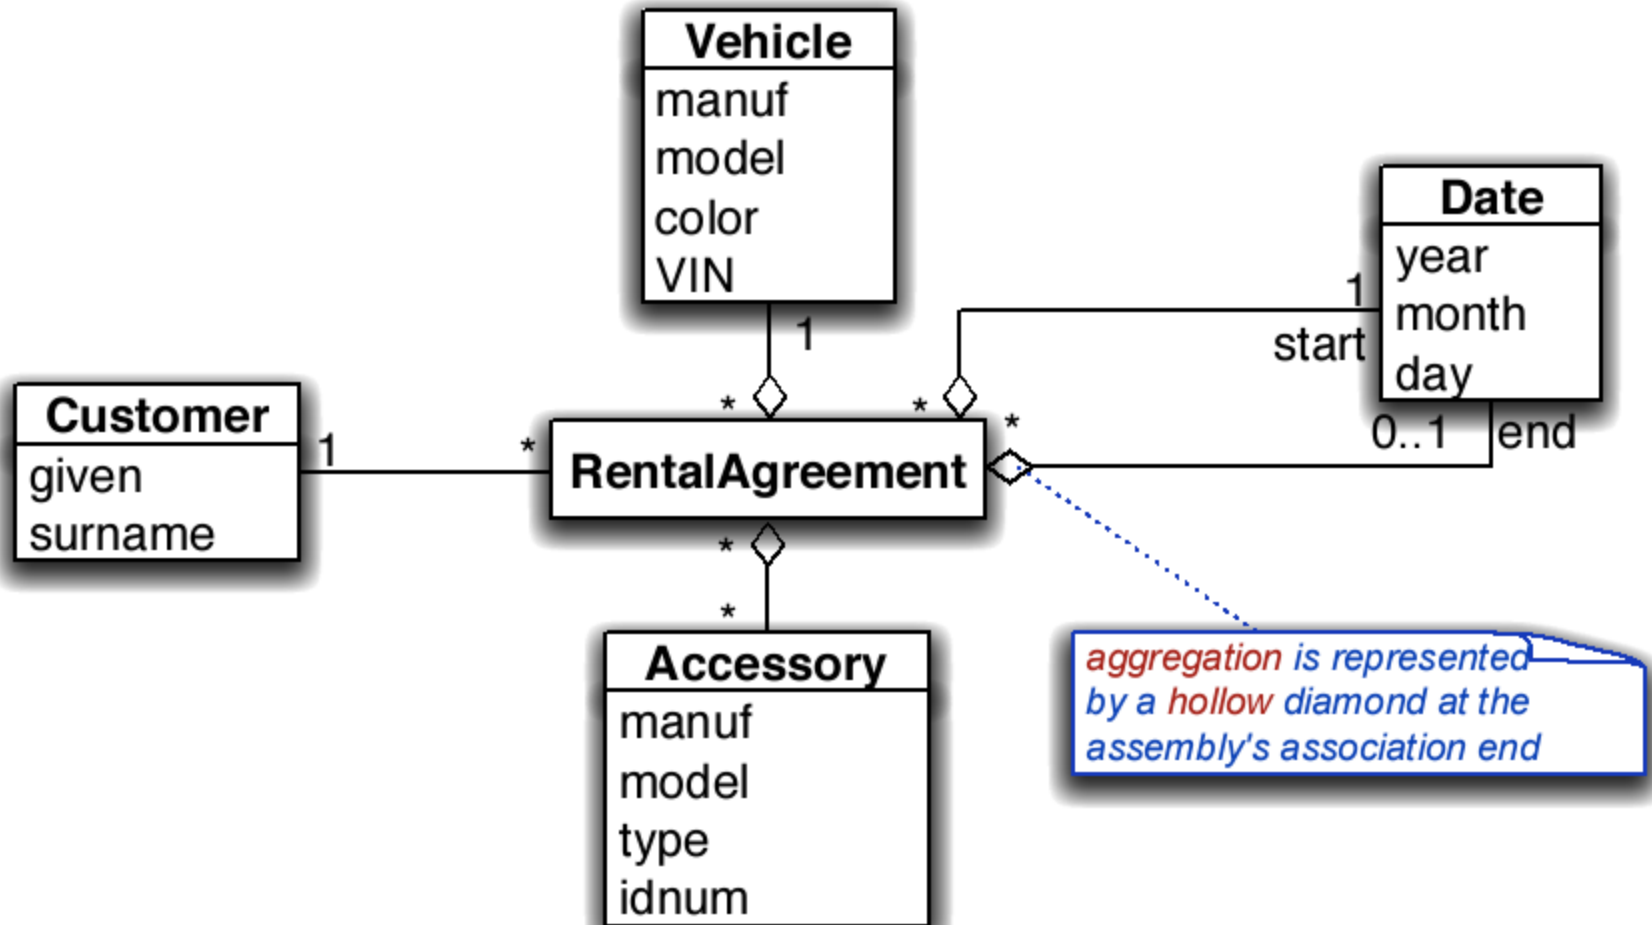 Vehicle
manuf
model
color
VIN
1
*
Date
year
month
day
1
start
*
0..1 end
*
Customer
given
surname
1
*
RentalAgreement
*
*
Accessory
manuf
model
type
idnum
aggregation is represented
by a hollow diamond at the
assembly's association end